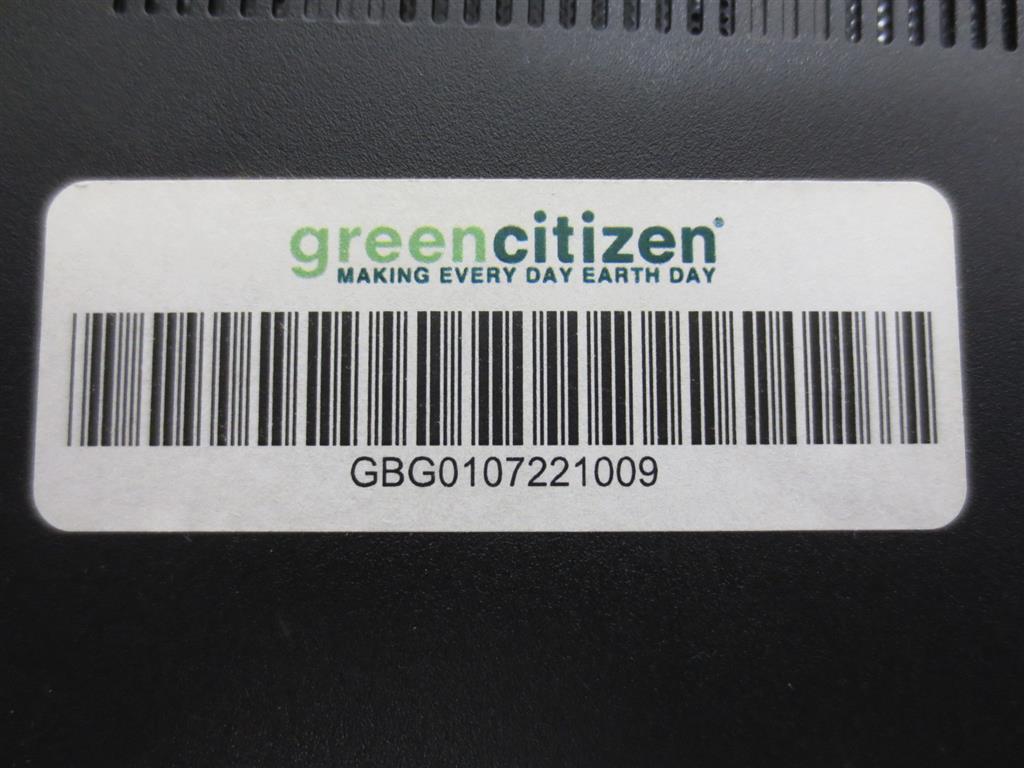 greencitizen®
MAKING EVERY DAY EARTH DAY
GBG0107221009